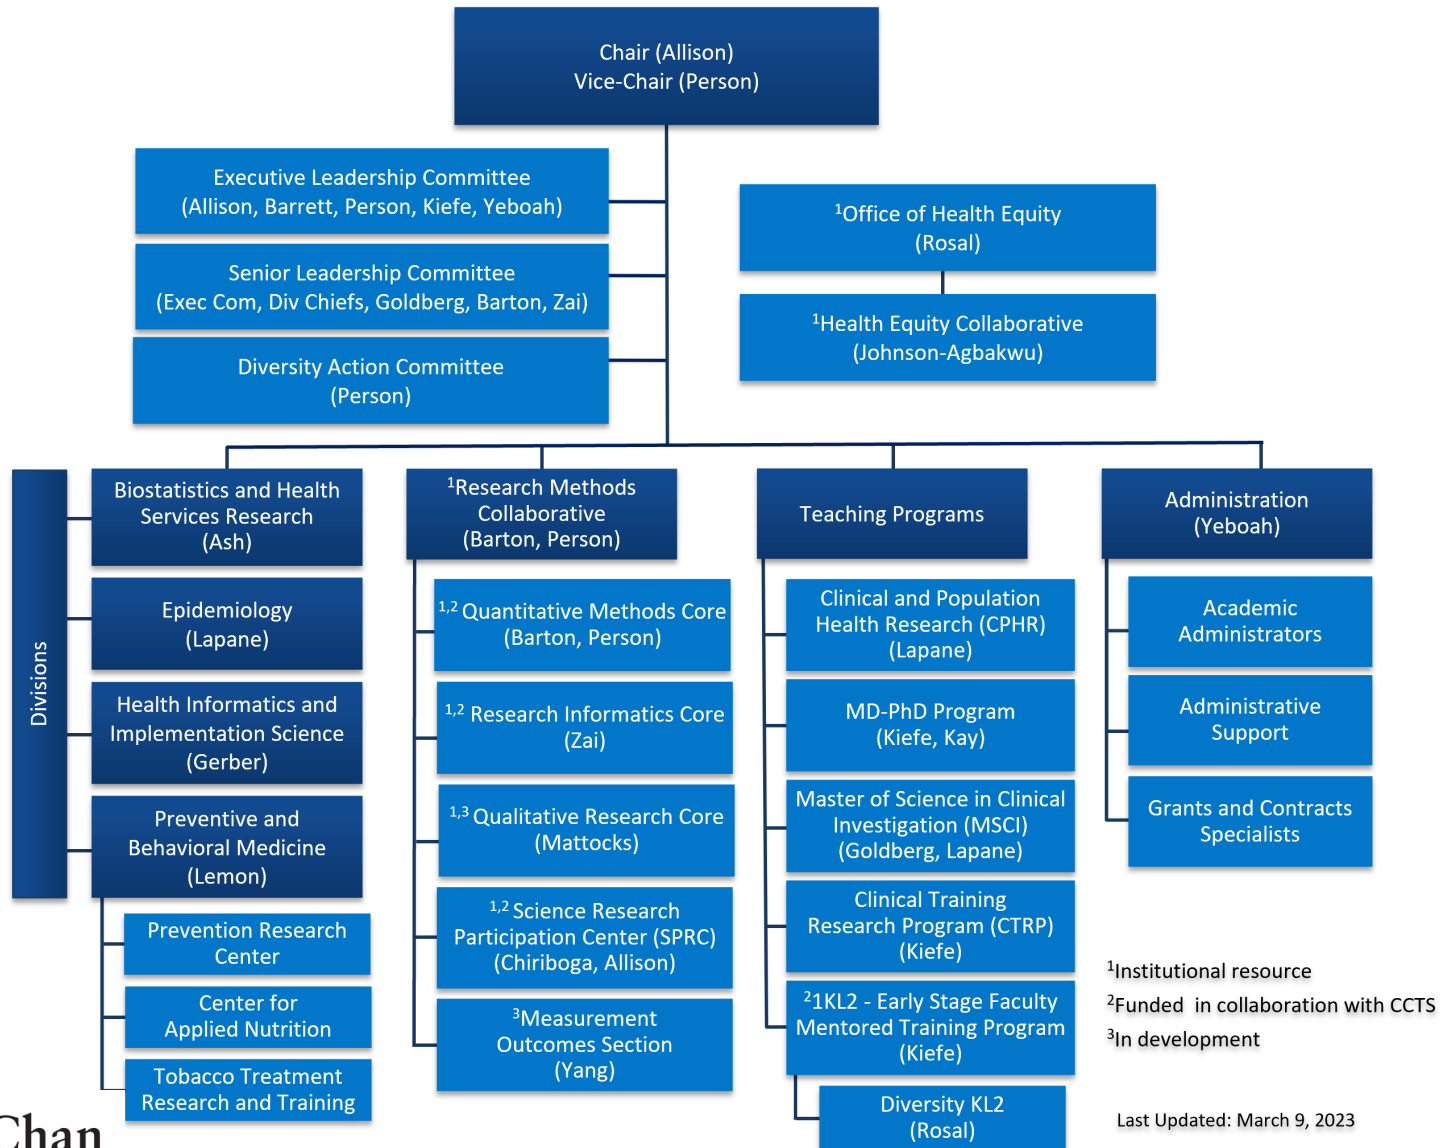 Chair (Allison)
Vice-Chair (Person)
Executive Leadership Committee
(Allison, Barrett, Person, Kiefe, Yeboah)
Senior Leadership Committee
(Exec Com, Div Chiefs, Goldberg, Barton, Zai)
Diversity Action Committee
(Person)
¹Office of Health Equity
(Rosal)
¹Health Equity Collaborative
(Johnson-Agbakwu)
Divisions
Biostatistics and Health
Services Research
(Ash)
Epidemiology
(Lapane)
Health Informatics and
Implementation Science
(Gerber)
Preventive and
Behavioral Medicine
(Lemon)
Prevention Research
Center
Center for
Applied Nutrition
Tobacco Treatment
Research and Training
¹Research Methods
Collaborative
(Barton, Person)
¹,² Quantitative Methods Core
(Barton, Person)
¹,² Research Informatics Core
(Zai)
¹,³ Qualitative Research Core
(Mattocks)
¹,² Science Research
Participation Center (SPRC)
(Chiriboga, Allison)
³Measurement
Outcomes Section
(Yang)
Teaching Programs
Clinical and Population
Health Research (CPHR)
(Lapane)
MD-PhD Program
(Kiefe, Kay)
Master of Science in Clinical
Investigation (MSCI)
(Goldberg, Lapane)
Clinical Training
Research Program (CTRP)
(Kiefe)
²1KL2 - Early Stage Faculty
Mentored Training Program
(Kiefe)
Diversity KL2
(Rosal)
Administration
(Yeboah)
Academic
Administrators
Administrative
Support
Grants and Contracts
Specialists
¹Institutional resource
²Funded in collaboration with CCTS
³In development
Last Updated: March 9, 2023
Chan